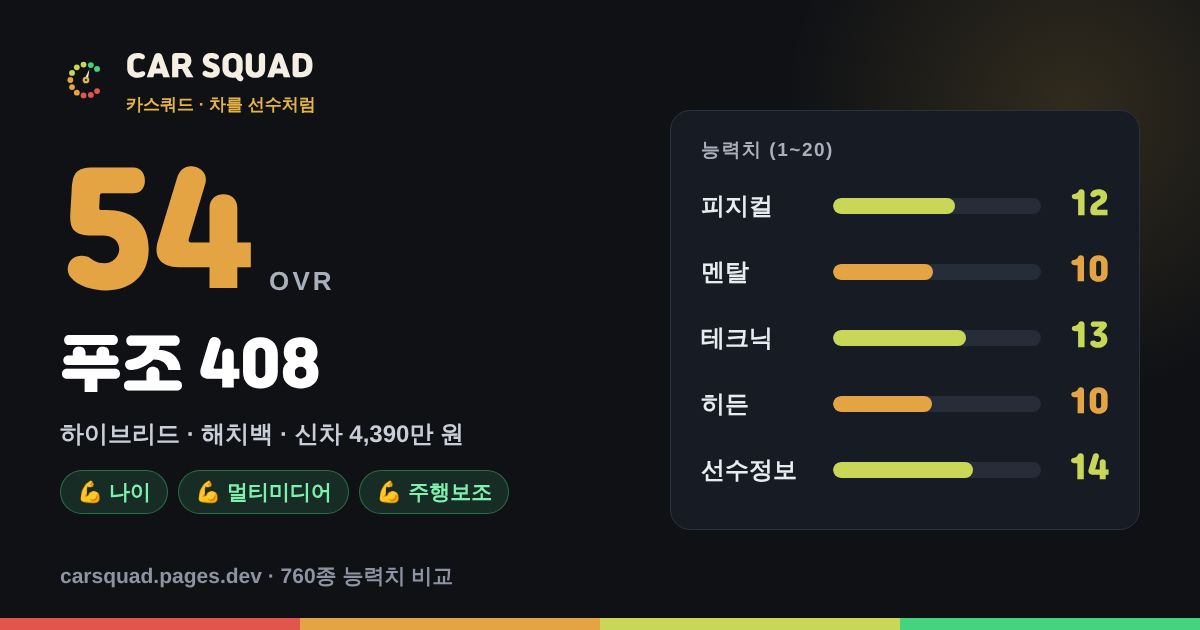 CAR SQUAD
카스쿼드 · 차를 선수처럼
54 OVR
푸조 408
하이브리드 · 해치백 · 신차 4,390만 원
💪 나이 💪 멀티미디어 💪 주행보조
carsquad.pages.dev · 760종 능력치 비교
능력치 (1~20)
피지컬 12
멘탈 10
테크닉 13
히든 10
선수정보 14